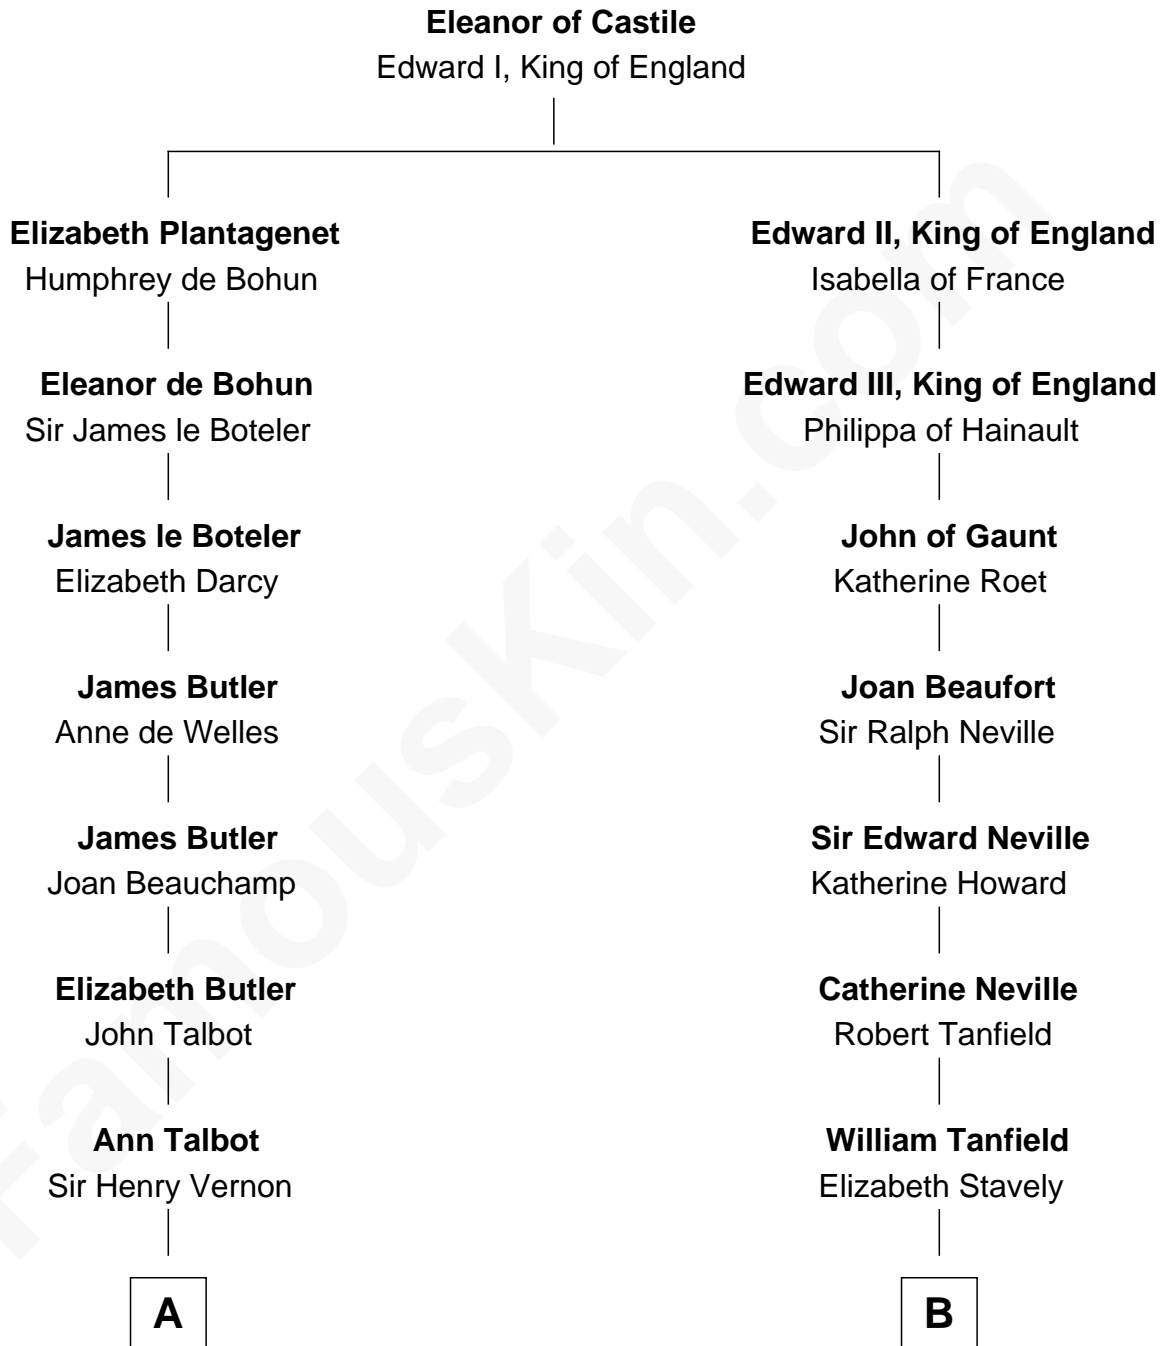 Eleanor of Castile
Edward I, King of England
Elizabeth Plantagenet
Humphrey de Bohun
Edward II, King of England
Isabella of France
Eleanor de Bohun
Sir James le Boteler
Edward III, King of England
Philippa of Hainault
James le Boteler
Elizabeth Darcy
John of Gaunt
Katherine Roet
James Butler
Anne de Welles
Joan Beaufort
Sir Ralph Neville
James Butler
Joan Beauchamp
Sir Edward Neville
Katherine Howard
Elizabeth Butler
John Talbot
Catherine Neville
Robert Tanfield
Ann Talbot
Sir Henry Vernon
William Tanfield
Elizabeth Stavely
A
B
FamousKin.com